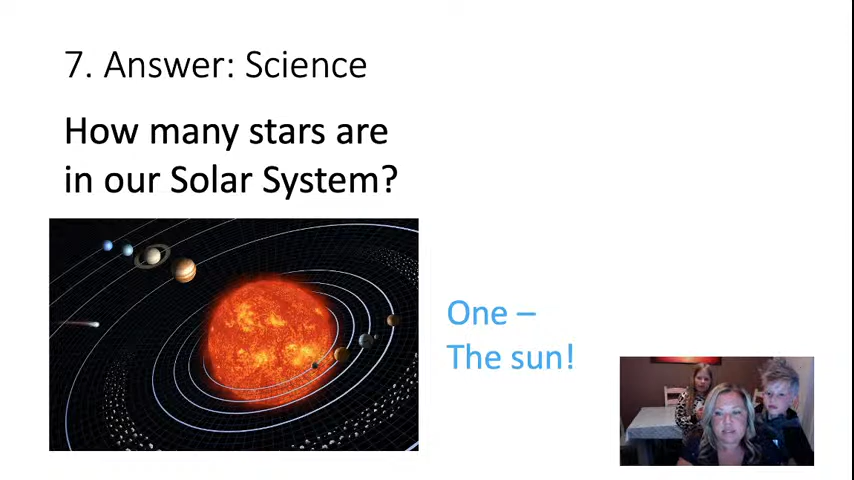 7. Answer: Science
How many stars are
in our Solar System?
One –
The sun!